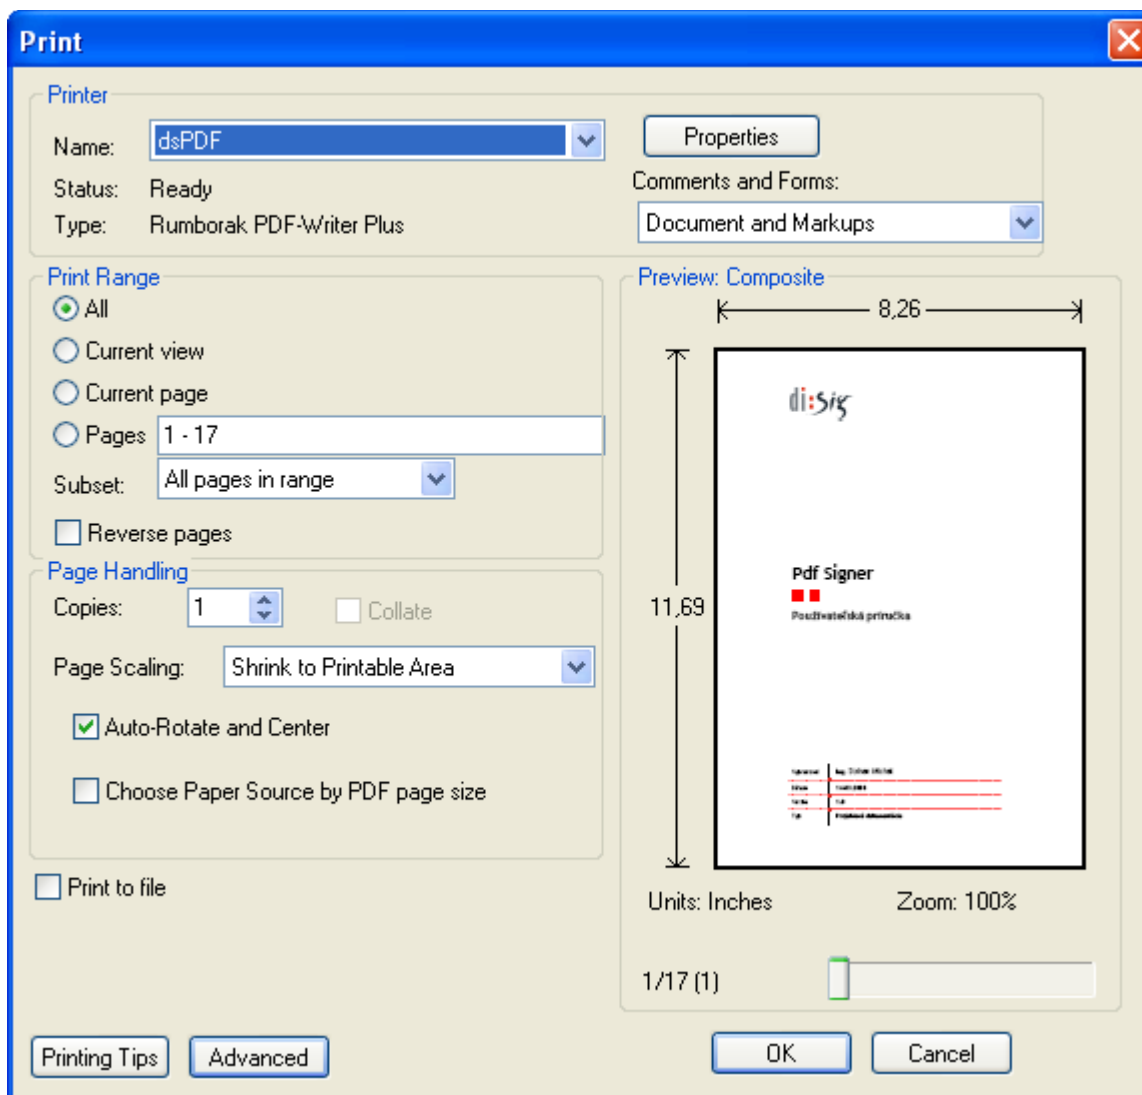 Print
Printer
Name: dsPDF
Properties
Status: Ready
Comments and Forms:
Type: Rumborak PDF-Writer Plus
Document and Markups
Print Range
All
Current view
Current page
Pages 1 - 17
Subset: All pages in range
Reverse pages
Page Handling
Copies: 1 Collate
Page Scaling: Shrink to Printable Area
Auto-Rotate and Center
Choose Paper Source by PDF page size
Print to file
Preview: Composite
8,26
11,69
di:sig
Pdf Signer
Používateľská príručka
Units: Inches Zoom: 100%
1/17 (1)
Printing Tips Advanced OK Cancel